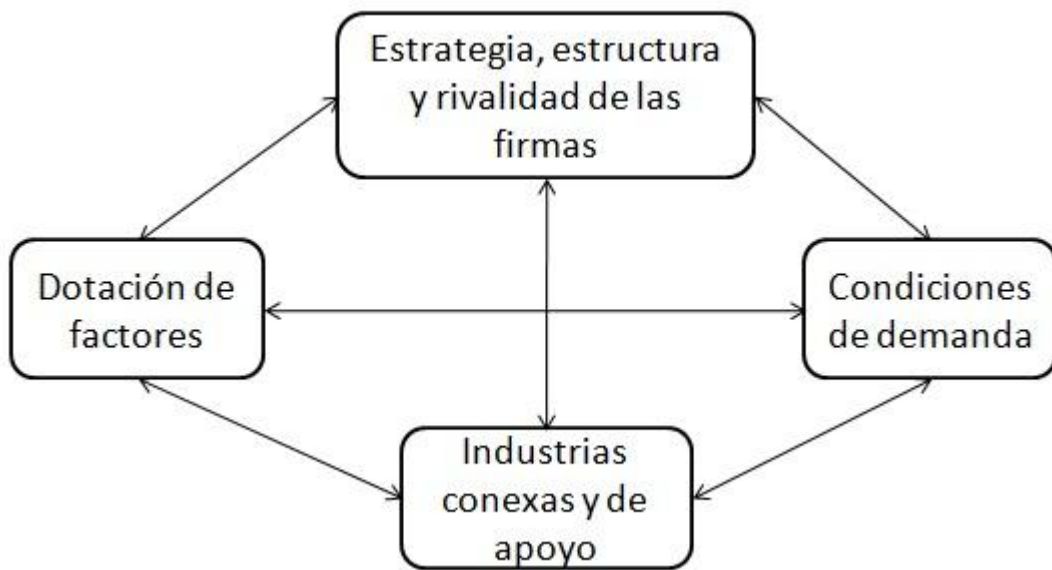 Estrategia, estructura
y rivalidad de las
firmas
Dotación de
factores
Condiciones
de demanda
Industrias
conexas y de
apoyo